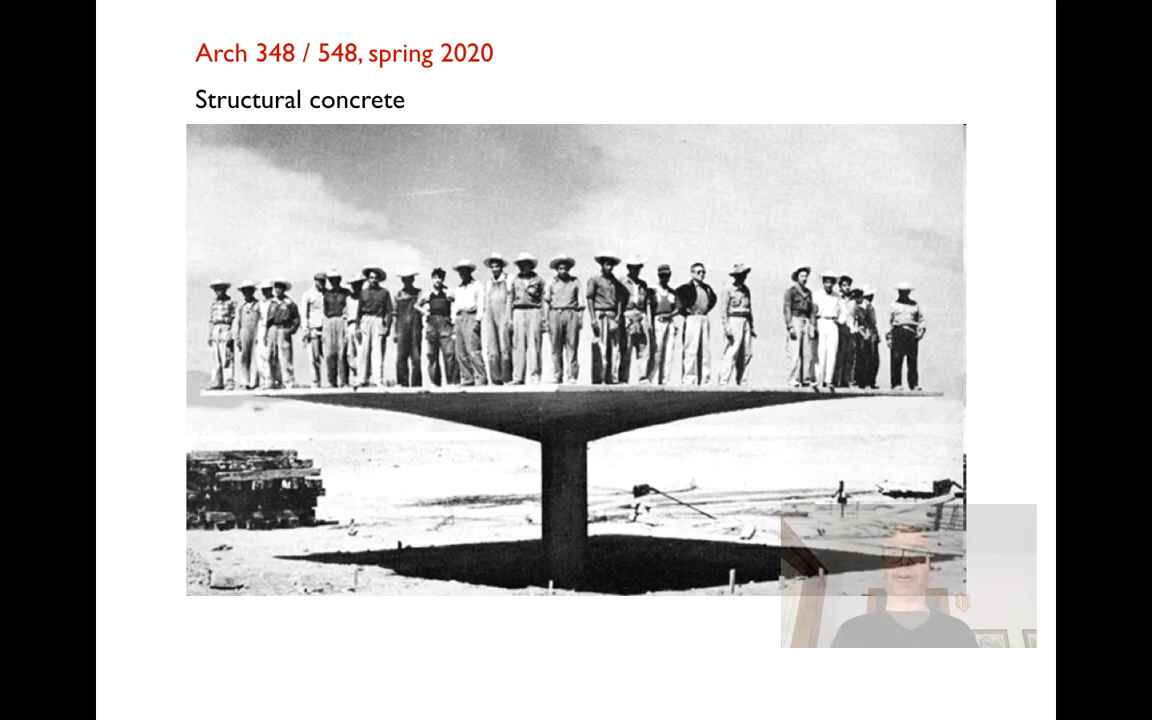 Arch 348 / 548, spring 2020
Structural concrete